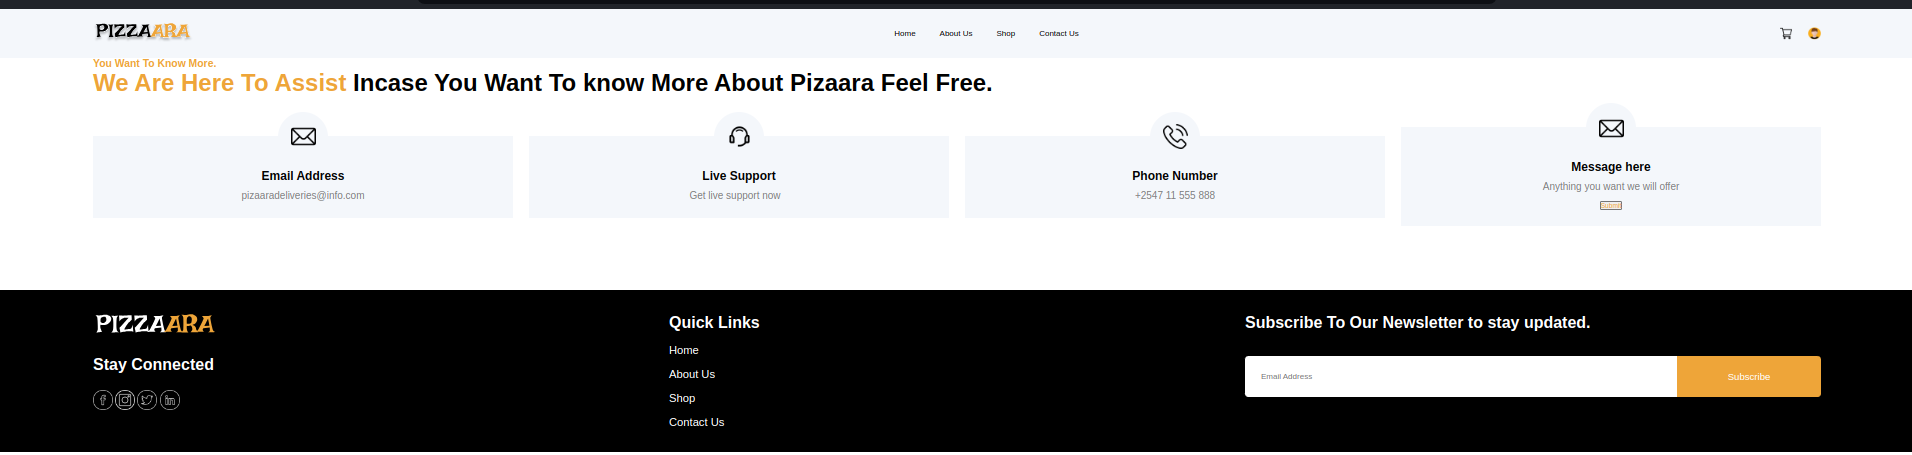 PIZZAARA
Home About Us Shop Contact Us
You Want To Know More.
We Are Here To Assist Incase You Want To know More About Pizaara Feel Free.
Email Address
pizaaradeliveries@info.com
Live Support
Get live support now
Phone Number
+2547 11 555 888
Message here
Anything you want we will offer
Submit
PIZZAARA
Stay Connected
Quick Links
Home
About Us
Shop
Contact Us
Subscribe To Our Newsletter to stay updated.
Email Address
Subscribe